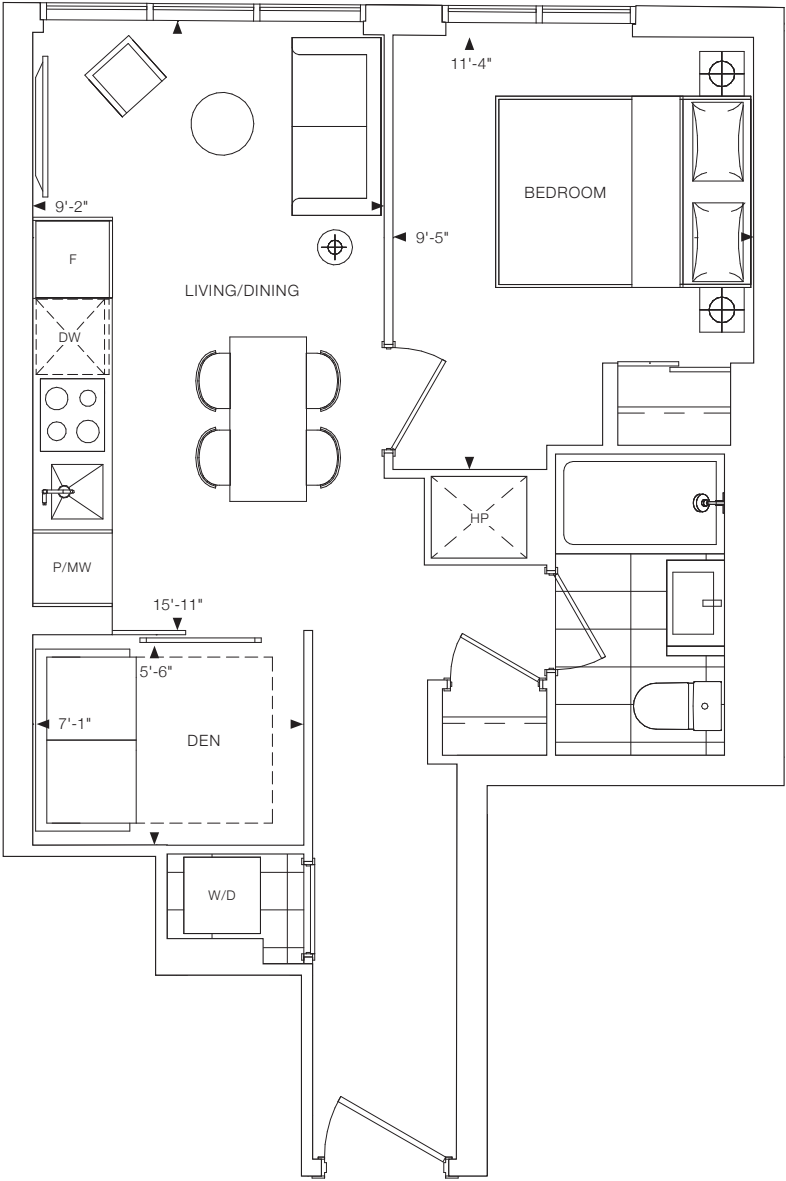 11'-4"
BEDROOM
9'-2"
9'-5"
F
LIVING/DINING
DW
HP
P/MW
15'-11"
5'-6"
7'-1"
DEN
W/D